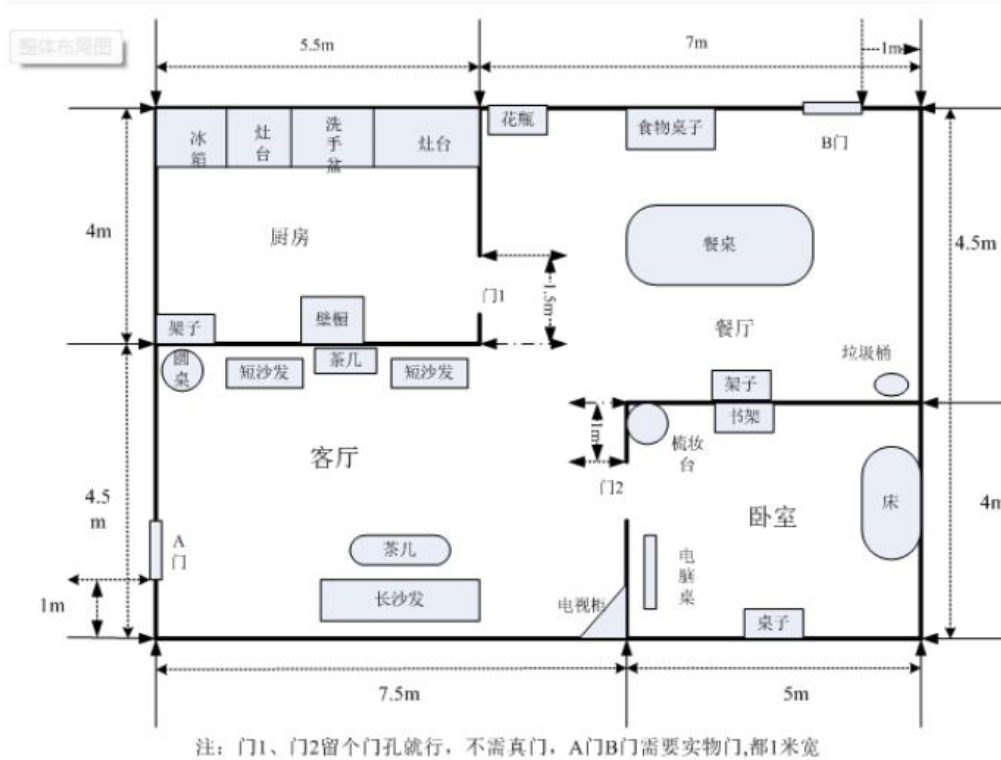 整体布局图
5.5m
7m
1m
冰箱
灶台
洗手盆
灶台
花瓶
食物桌子
B门
4m
厨房
餐桌
4.5m
门1
1.5m
架子
壁橱
餐厅
圆桌
短沙发
茶几
短沙发
垃圾桶
架子
书架
1m
梳妆台
客厅
门2
床
4.5m
卧室
4m
A门
茶几
电脑桌
1m
长沙发
电视柜
桌子
7.5m
5m
注：门1、门2留个门孔就行，不需真门，A门B门需要实物门,都1米宽